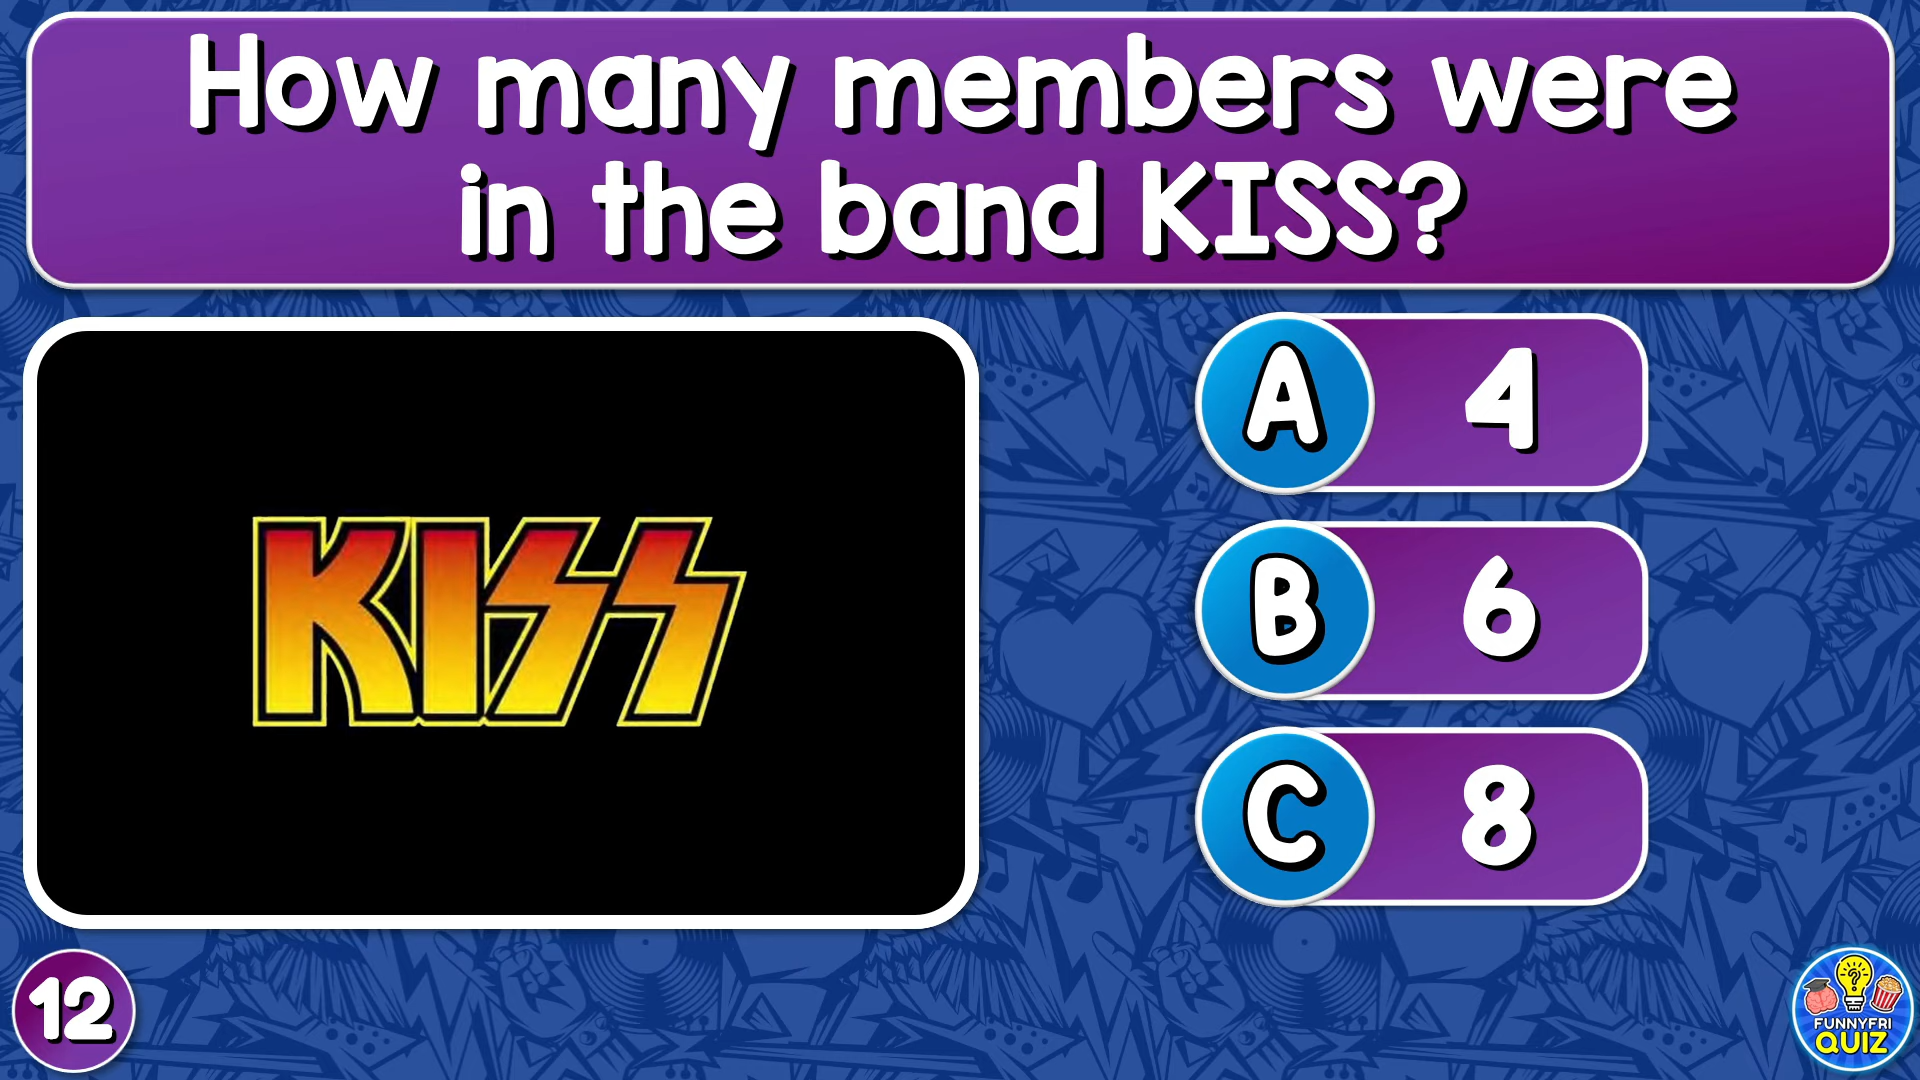 How many members were
in the band KISS?
KISS
A 4
B 6
C 8
12
?
FUNNYFRI
QUIZ